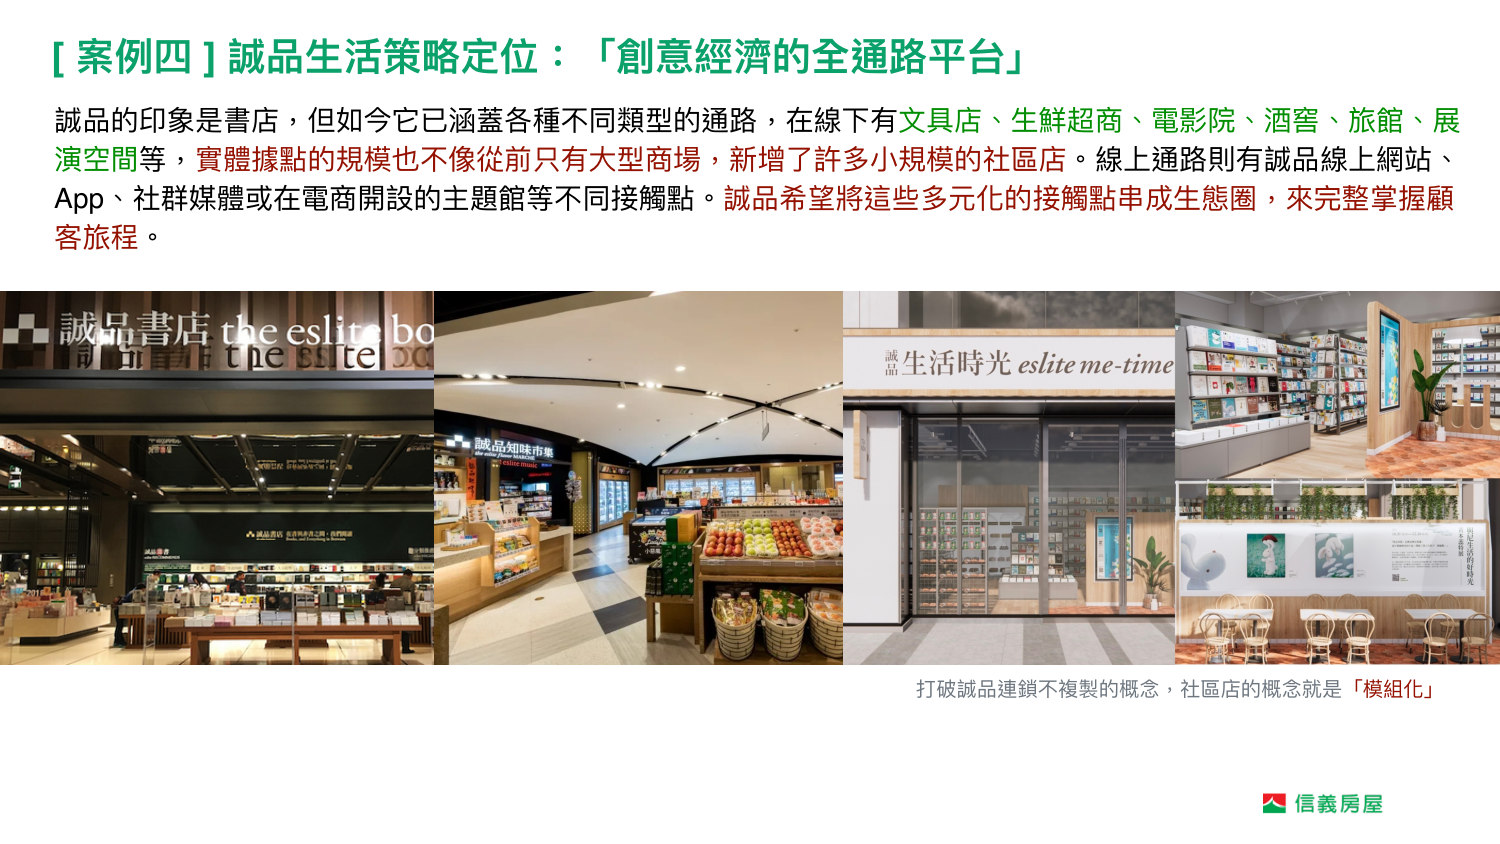 [ 案例四 ] 誠品生活策略定位：「創意經濟的全通路平台」
誠品的印象是書店，但如今它已涵蓋各種不同類型的通路，在線下有文具店、生鮮超商、電影院、酒窖、旅館、展
演空間等，實體據點的規模也不像從前只有大型商場，新增了許多小規模的社區店。線上通路則有誠品線上網站、
App、社群媒體或在電商開設的主題館等不同接觸點。誠品希望將這些多元化的接觸點串成生態圈，來完整掌握顧
客旅程。
誠品書店 the eslite bo
誠品書店
誠品知味市集
eslite music
誠品生活時光 eslite me-time
打破誠品連鎖不複製的概念，社區店的概念就是「模組化」
信義房屋